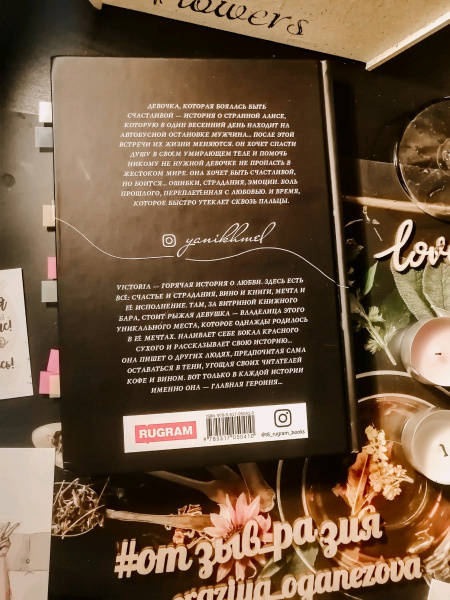 flowers
ДЕВОЧКА, КОТОРАЯ БОЯЛАСЬ БЫТЬ
СЧАСТЛИВОЙ — ИСТОРИЯ О СТРАННОЙ АЛИСЕ,
КОТОРУЮ В ОДИН ВЕСЕННИЙ ДЕНЬ НАХОДИТ НА
АВТОБУСНОЙ ОСТАНОВКЕ МУЖЧИНА... ПОСЛЕ ЭТОЙ
ВСТРЕЧИ ИХ ЖИЗНИ МЕНЯЮТСЯ. ОН ХОЧЕТ СПАСТИ
ДУШУ В СВОЕМ УМИРАЮЩЕМ ТЕЛЕ И ПОМОЧЬ
НИКОМУ НЕ НУЖНОЙ ДЕВОЧКЕ НЕ ПРОПАСТЬ В
ЖЕСТОКОМ МИРЕ. ОНА ХОЧЕТ БЫТЬ СЧАСТЛИВОЙ,
НО БОИТСЯ... ОШИБКИ, СТРАДАНИЯ, ЭМОЦИИ. БОЛЬ
ПРОШЛОГО, ПЕРЕПЛЕТЕННАЯ С ЛЮБОВЬЮ. И ВРЕМЯ,
КОТОРОЕ БЫСТРО УТЕКАЕТ СКВОЗЬ ПАЛЬЦЫ.
yanikhmel
love
VICTORIA — ГОРЯЧАЯ ИСТОРИЯ О ЛЮБВИ. ЗДЕСЬ ЕСТЬ
ВСЁ: СЧАСТЬЕ И СТРАДАНИЯ, ВИНО И КНИГИ, МЕЧТА И
ЕЁ ИСПОЛНЕНИЕ. ТАМ, ЗА ВИТРИНОЙ КНИЖНОГО
БАРА, СТОИТ РЫЖАЯ ДЕВУШКА — ВЛАДЕЛИЦА ЭТОГО
УНИКАЛЬНОГО МЕСТА, КОТОРОЕ ОДНАЖДЫ РОДИЛОСЬ
В ЕЁ МЕЧТАХ. НАЛИВАЕТ СЕБЕ БОКАЛ КРАСНОГО
СУХОГО И РАССКАЗЫВАЕТ СВОЮ ИСТОРИЮ...
ОНА ПИШЕТ О ДРУГИХ ЛЮДЯХ, ПРЕДПОЧИТАЯ САМА
ОСТАВАТЬСЯ В ТЕНИ, УГОЩАЯ СВОИХ ЧИТАТЕЛЕЙ
КОФЕ И ВИНОМ. ВОТ ТОЛЬКО В КАЖДОЙ ИСТОРИИ
ИМЕННО ОНА — ГЛАВНАЯ ГЕРОИНЯ...
RUGRAM
@t8_rugram_books
#отзыв-разия
razija_oganezova